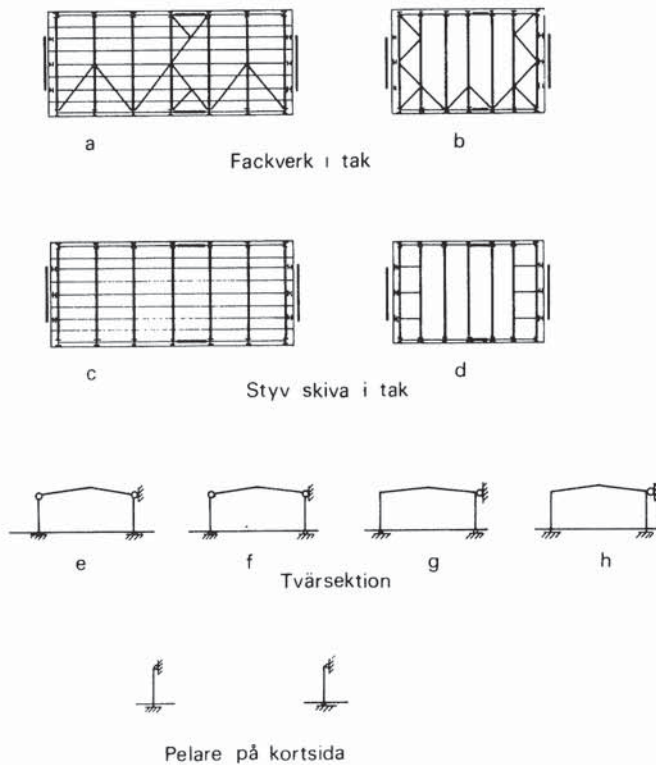 a
b
Fackverk i tak
c
d
Styv skiva i tak
e
f
g
h
Tvärsektion
Pelare på kortsida